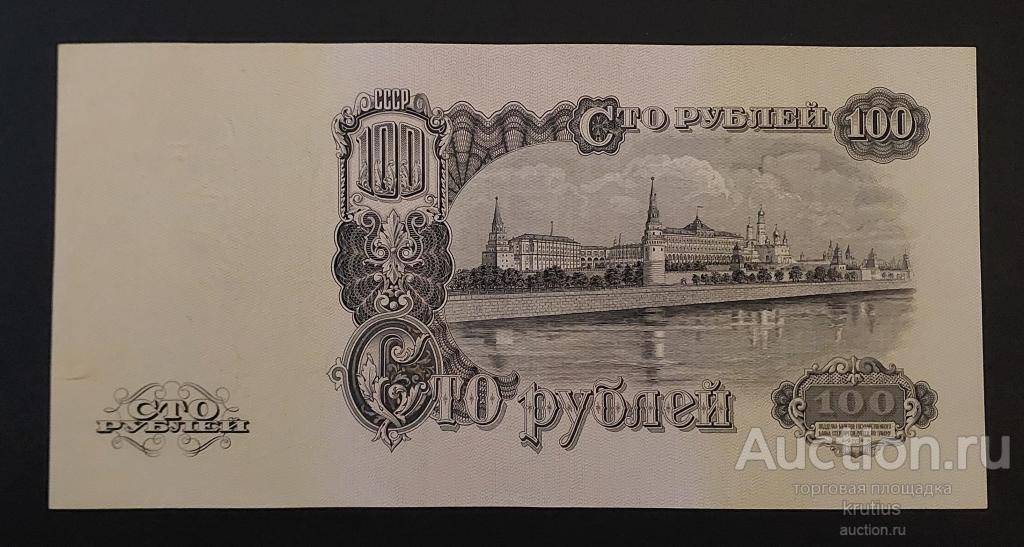 СССР
100
СТО РУБЛЕЙ 100
Сто рублей
СТО
РУБЛЕЙ
100
Auction.ru
торговая площадка
krutius
auction.ru